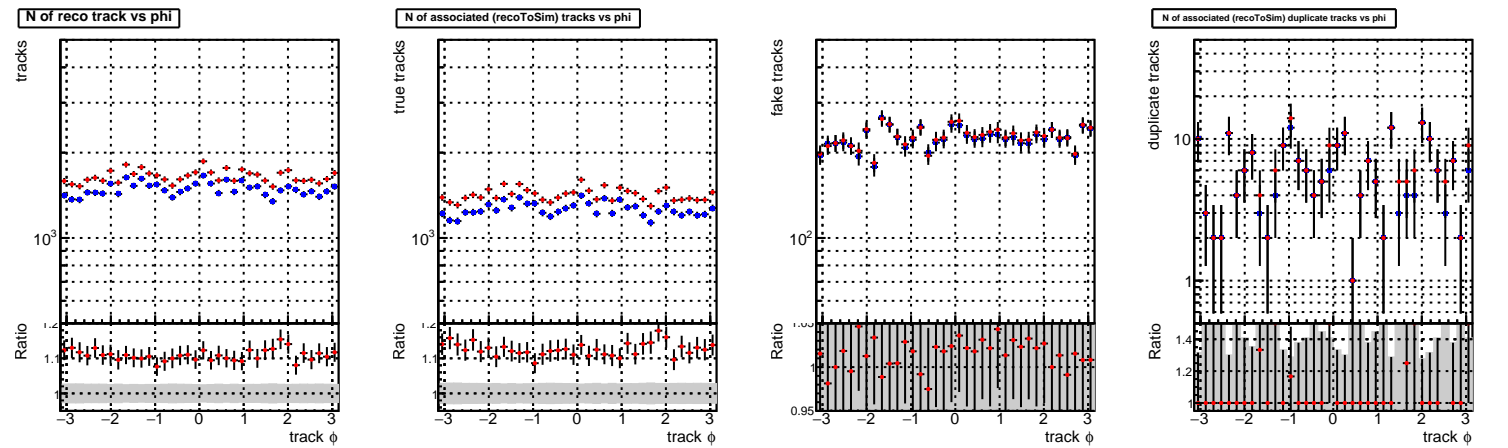 N of reco track vs phi
tracks
10³
Ratio
1.2
1.1
1
−3 −2 −1 0 1 2 3
track ϕ
N of associated (recoToSim) tracks vs phi
true tracks
10³
Ratio
1.2
1.1
1
−3 −2 −1 0 1 2 3
track ϕ
fake tracks
10²
Ratio
1.05
1
0.95
−3 −2 −1 0 1 2 3
track ϕ
N of associated (recoToSim) duplicate tracks vs phi
duplicate tracks
10
1
Ratio
1.4
1.2
1
−3 −2 −1 0 1 2 3
track ϕ